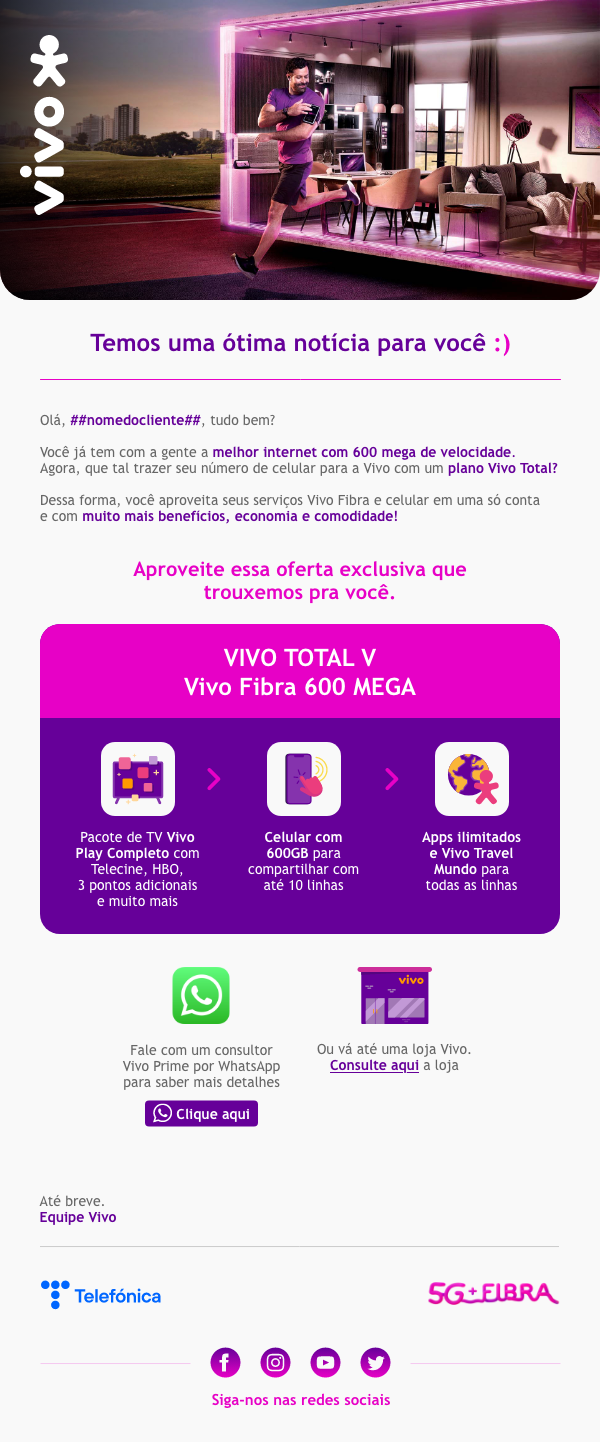 vivo
Temos uma ótima notícia para você :)
Olá, ##nomedocliente##, tudo bem?
Você já tem com a gente a melhor internet com 600 mega de velocidade.
Agora, que tal trazer seu número de celular para a Vivo com um plano Vivo Total?
Dessa forma, você aproveita seus serviços Vivo Fibra e celular em uma só conta
e com muito mais benefícios, economia e comodidade!
Aproveite essa oferta exclusiva que
trouxemos pra você.
VIVO TOTAL V
Vivo Fibra 600 MEGA
Pacote de TV Vivo
Play Completo com
Telecine, HBO,
3 pontos adicionais
e muito mais
Celular com
600GB para
compartilhar com
até 10 linhas
Apps ilimitados
e Vivo Travel
Mundo para
todas as linhas
Fale com um consultor
Vivo Prime por WhatsApp
para saber mais detalhes
Clique aqui
vivo
Ou vá até uma loja Vivo.
Consulte aqui a loja
Até breve.
Equipe Vivo
Telefónica
5G+FIBRA
Siga-nos nas redes sociais